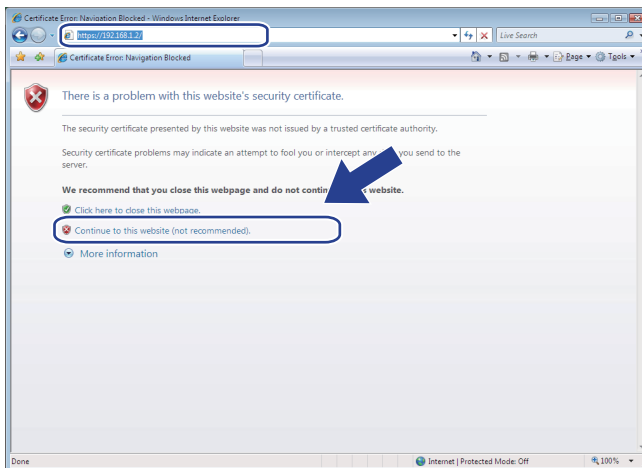 Certificate Error: Navigation Blocked - Windows Internet Explorer
https://192.168.1.2/
Live Search
Certificate Error: Navigation Blocked
Page
Tools
There is a problem with this website's security certificate.
The security certificate presented by this website was not issued by a trusted certificate authority.
Security certificate problems may indicate an attempt to fool you or intercept any you send to the
server.
We recommend that you close this webpage and do not website.
Click here to close this webpage.
Continue to this website (not recommended).
More information
Done
Internet | Protected Mode: Off
100%